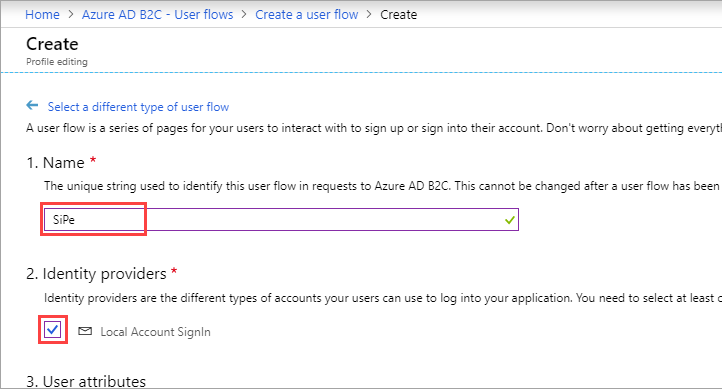 Home > Azure AD B2C - User flows > Create a user flow > Create
Create
Profile editing
← Select a different type of user flow
A user flow is a series of pages for your users to interact with to sign up or sign into their account. Don't worry about getting everyth
1. Name *
The unique string used to identify this user flow in requests to Azure AD B2C. This cannot be changed after a user flow has been
SiPe
2. Identity providers *
Identity providers are the different types of accounts your users can use to log into your application. You need to select at least o
Local Account SignIn
3. User attributes